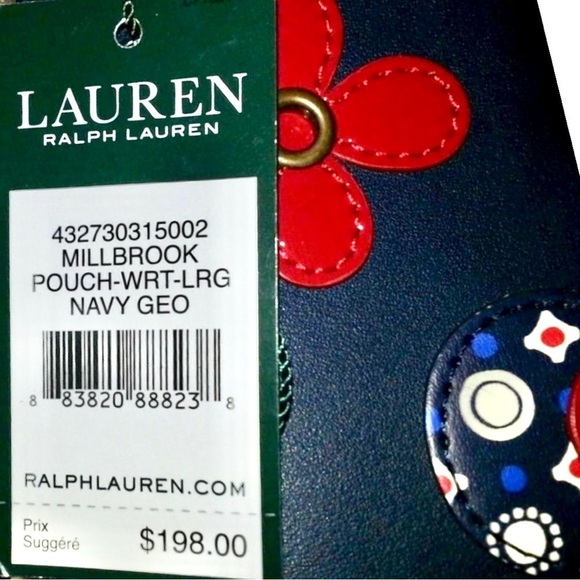 LAUREN
RALPH LAUREN
432730315002
MILLBROOK
POUCH-WRT-LRG
NAVY GEO
8 83820 88823 8
RALPHLAUREN.COM
Prix
Suggéré $198.00